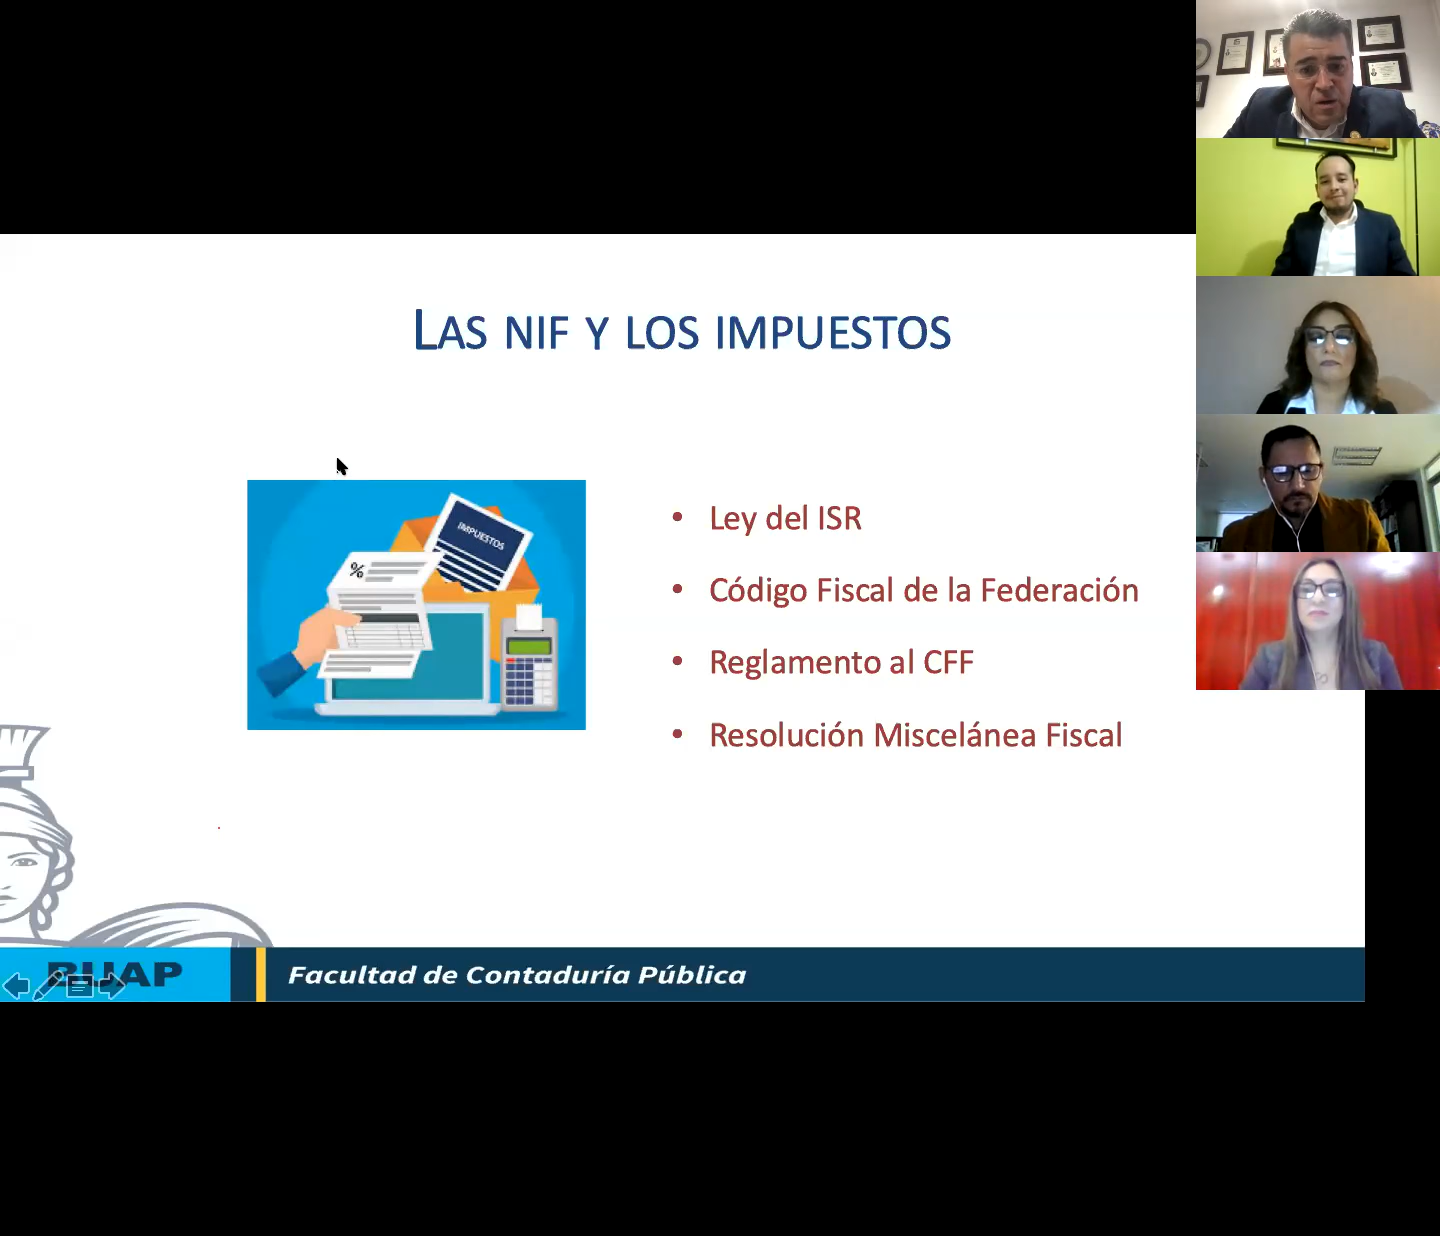 LAS NIF Y LOS IMPUESTOS
IMPUESTOS
%
• Ley del ISR
• Código Fiscal de la Federación
• Reglamento al CFF
• Resolución Miscelánea Fiscal
BUAP
Facultad de Contaduría Pública